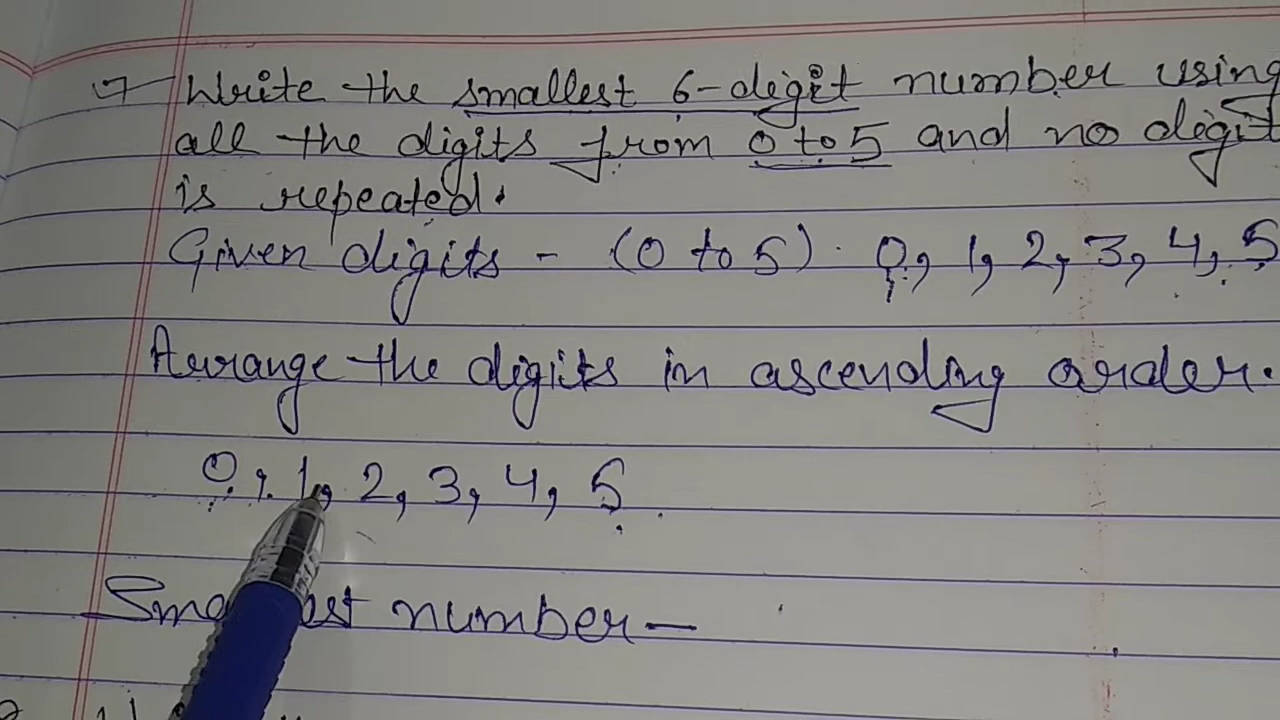 7 Write the smallest 6-digit number using
all the digits from 0 to 5 and no digit
is repeated.
Given digits - (0 to 5). 0, 1, 2, 3, 4, 5
Arrange the digits in ascending order.
0, 1, 2, 3, 4, 5
number -